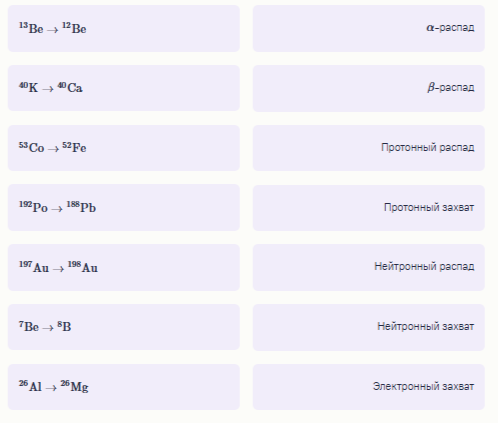 ¹³Be → ¹²Be
α-распад
⁴⁰K → ⁴⁰Ca
β-распад
⁵³Co → ⁵²Fe
Протонный распад
¹⁹²Po → ¹⁸⁸Pb
Протонный захват
¹⁹⁷Au → ¹⁹⁸Au
Нейтронный распад
⁷Be → ⁸B
Нейтронный захват
²⁶Al → ²⁶Mg
Электронный захват